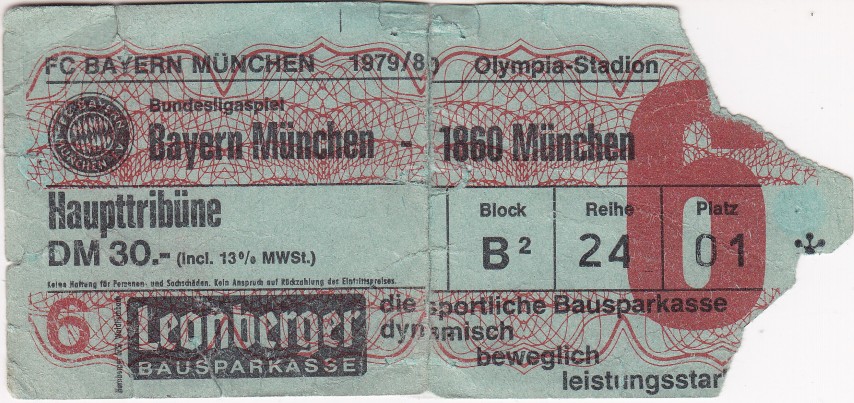 FC BAYERN MÜNCHEN 1979/80 Olympia-Stadion
Bundesligaspiel
Bayern München - 1860 München
Haupttribüne
DM 30.- (incl. 13% MWSt.)
Keine Haftung für Personen- und Sachschäden. Kein Anspruch auf Rückzahlung des Eintrittspreises.
Block Reihe Platz
B² 24 01
6
6
Leonberger
BAUSPARKASSE
die sportliche Bausparkasse
dynamisch
beweglich
leistungsstar